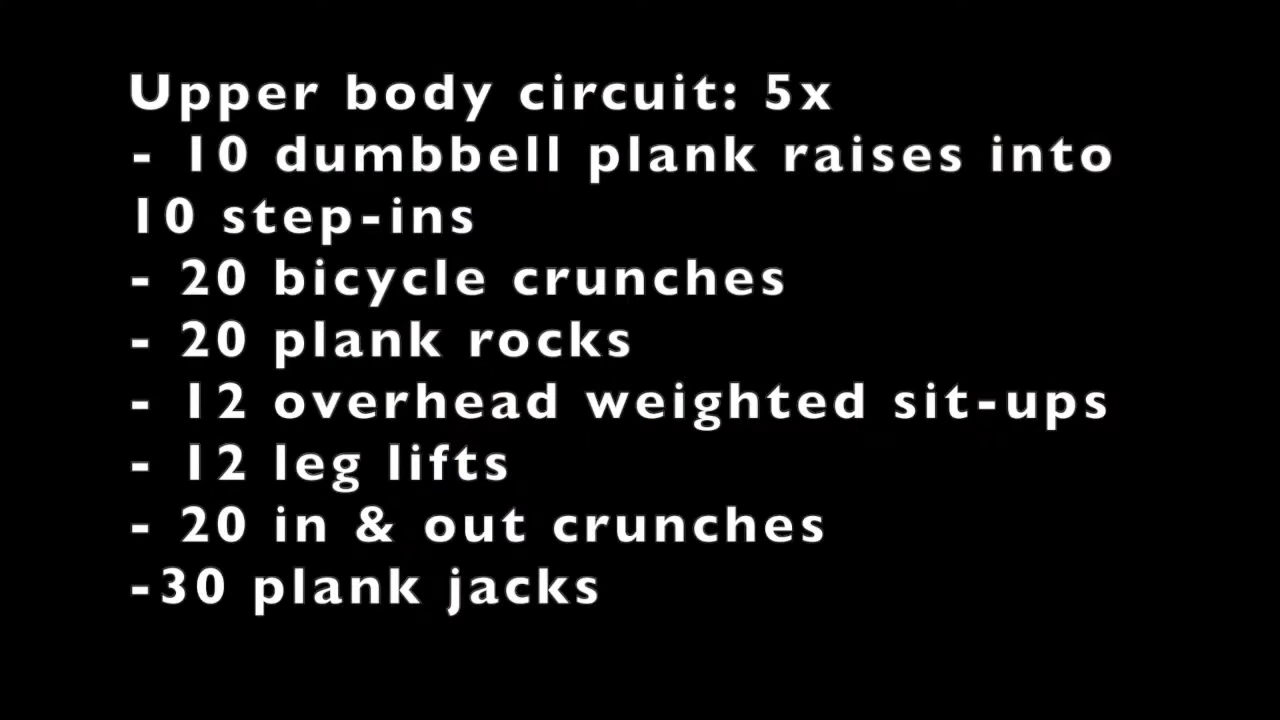 Upper body circuit: 5x
- 10 dumbbell plank raises into
10 step-ins
- 20 bicycle crunches
- 20 plank rocks
- 12 overhead weighted sit-ups
- 12 leg lifts
- 20 in & out crunches
-30 plank jacks